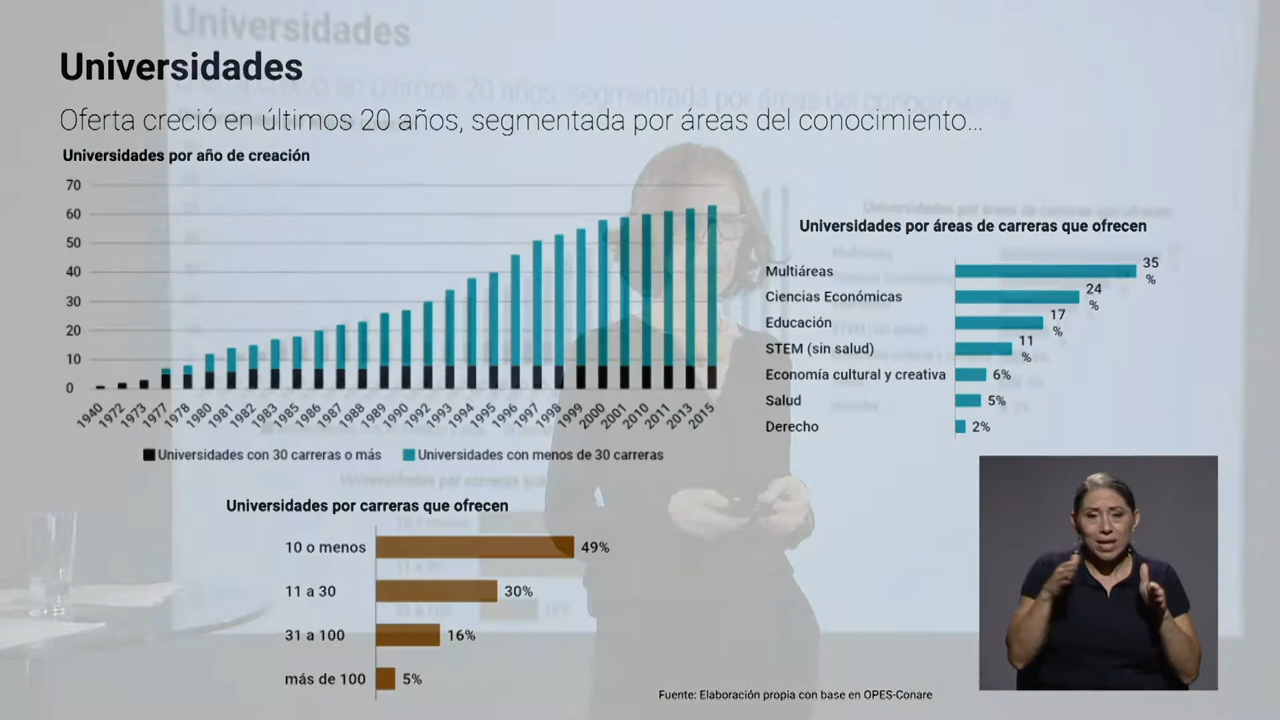 Universidades
Universidades
Oferta creció en últimos 20 años, segmentada por áreas del conocimiento...
Universidades por año de creación
70
60
50
40
30
20
10
0
1940 1972 1973 1977 1978 1980 1981 1982 1983 1985 1986 1987 1988 1989 1990 1992 1993 1994 1995 1996 1997 1998 1999 2000 2001 2010 2011 2013 2015
Universidades con 30 carreras o más Universidades con menos de 30 carreras
Universidades por áreas de carreras que ofrecen
Multiáreas 35 %
Ciencias Económicas 24 %
Educación 17 %
STEM (sin salud) 11 %
Economía cultural y creativa 6%
Salud 5%
Derecho 2%
Universidades por carreras que ofrecen
10 o menos 49%
11 a 30 30%
31 a 100 16%
más de 100 5%
Fuente: Elaboración propia con base en OPES-Conare